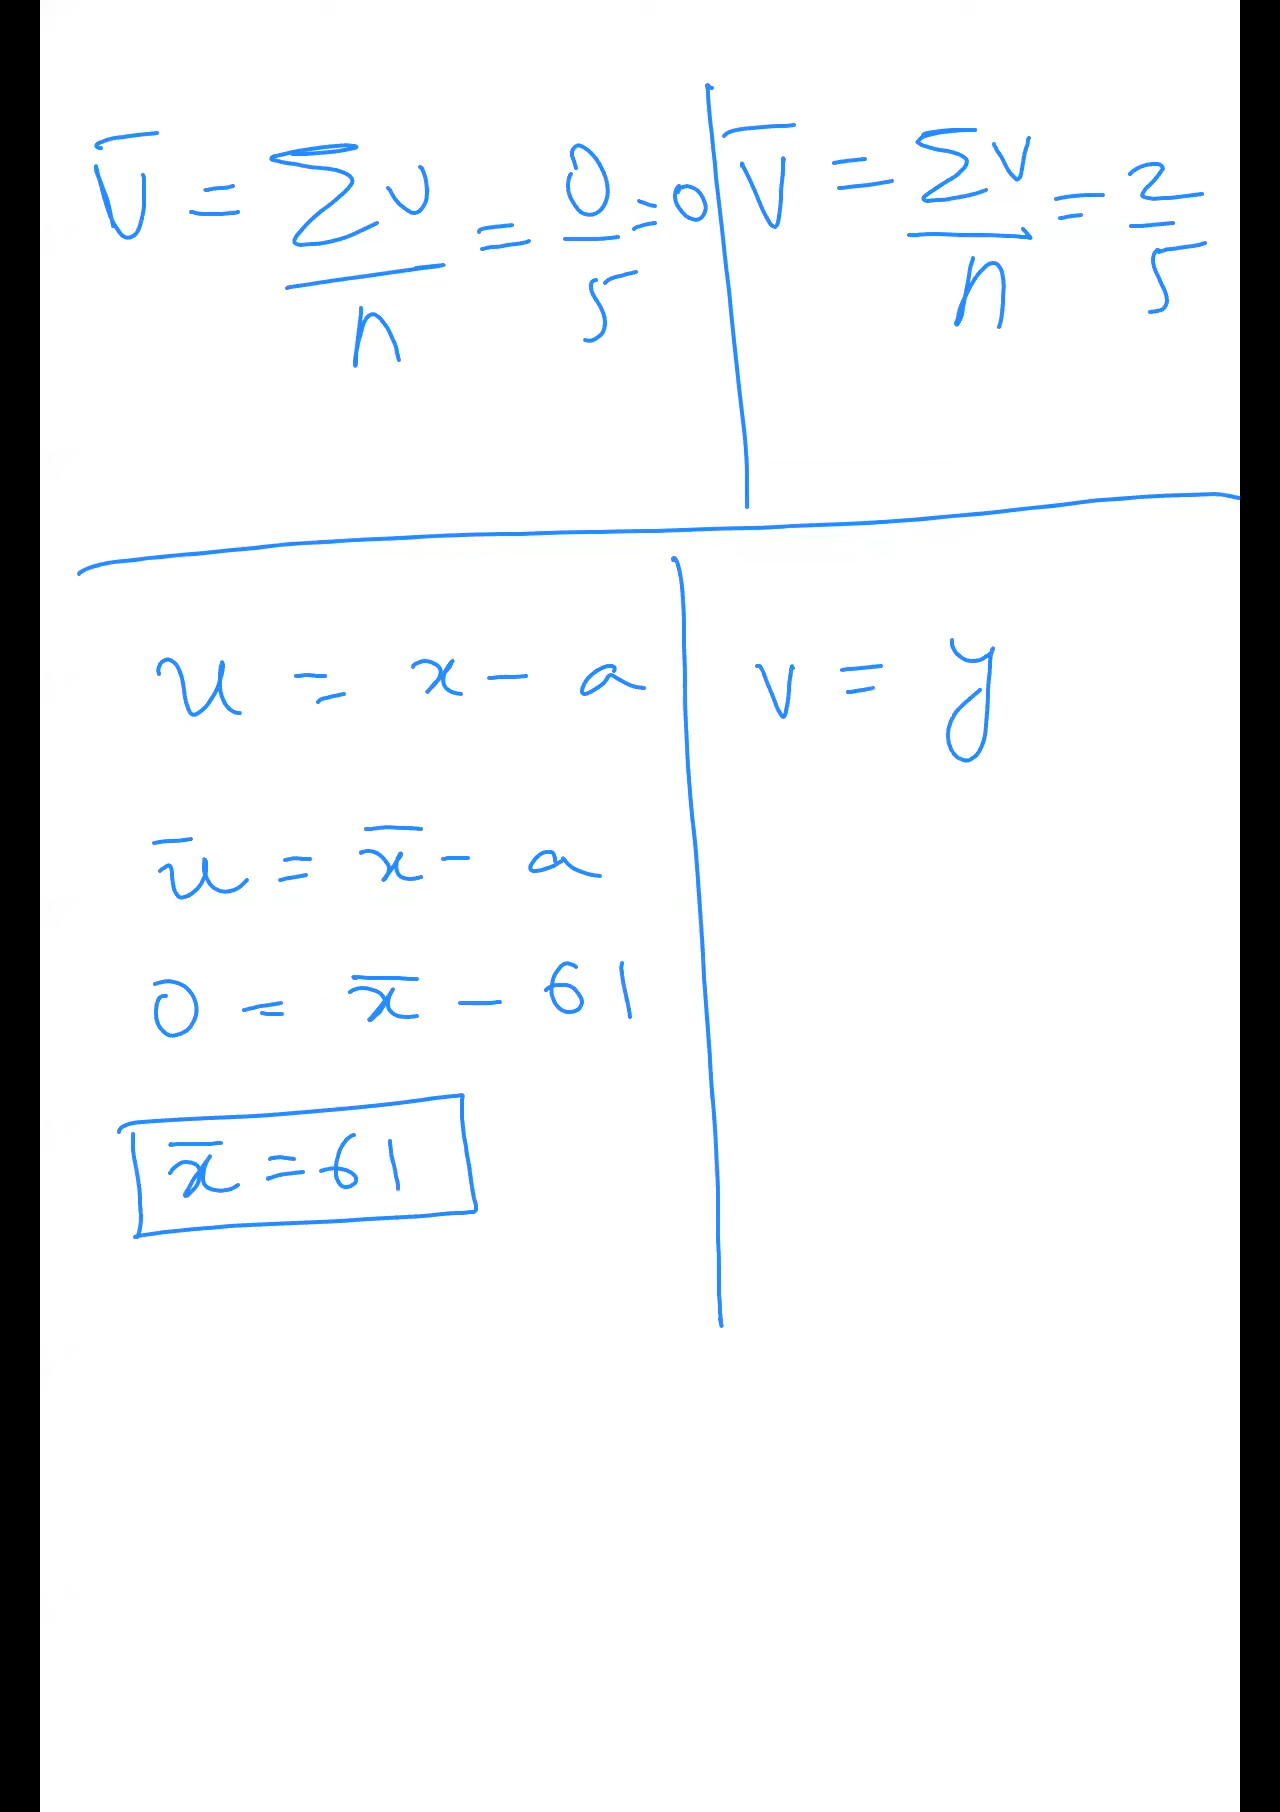 Ū = ΣU/n = 0/5 = 0
V̄ = ΣV/n = 2/5
u = x - a
ū = x̄ - a
0 = x̄ - 61
x̄ = 61
v = y